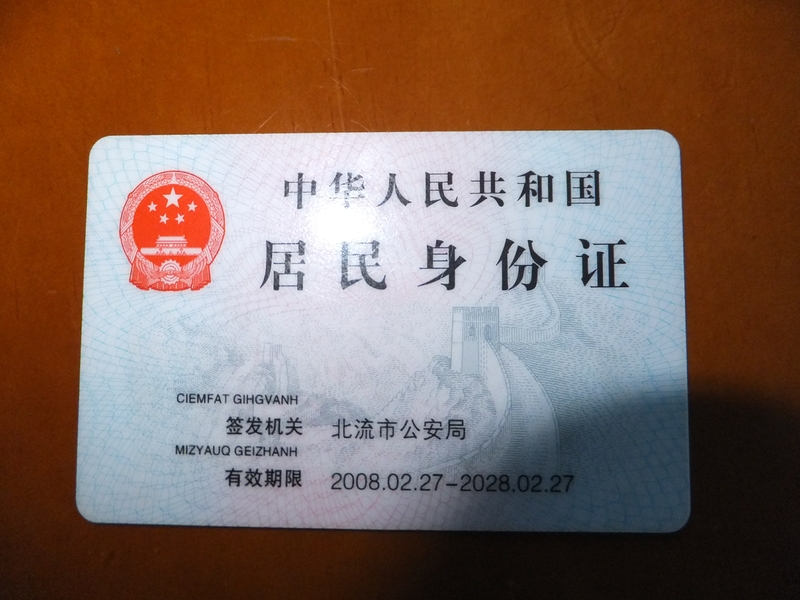 中华人民共和国
居民身份证
CIEMFAT GIHGVANH
签发机关 北流市公安局
MIZYAUQ GEIZHANH
有效期限 2008.02.27-2028.02.27